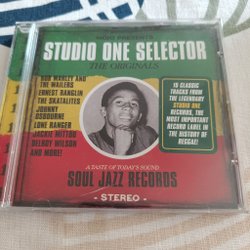 MOJO PRESENTS
STUDIO ONE SELECTOR
THE ORIGINALS
BOB MARLEY AND
THE WAILERS
ERNEST RANGLIN
THE SKATALITES
JOHNNY
OSBOURNE
LONE RANGER
JACKIE MITTOO
DELROY WILSON
AND MORE!
15 CLASSIC
TRACKS FROM
THE LEGENDARY
STUDIO ONE
RECORDS, THE
MOST IMPORTANT
RECORD LABEL IN
THE HISTORY OF
REGGAE!
A TASTE OF TODAY'S SOUND
SOUL JAZZ RECORDS
- STEREO -